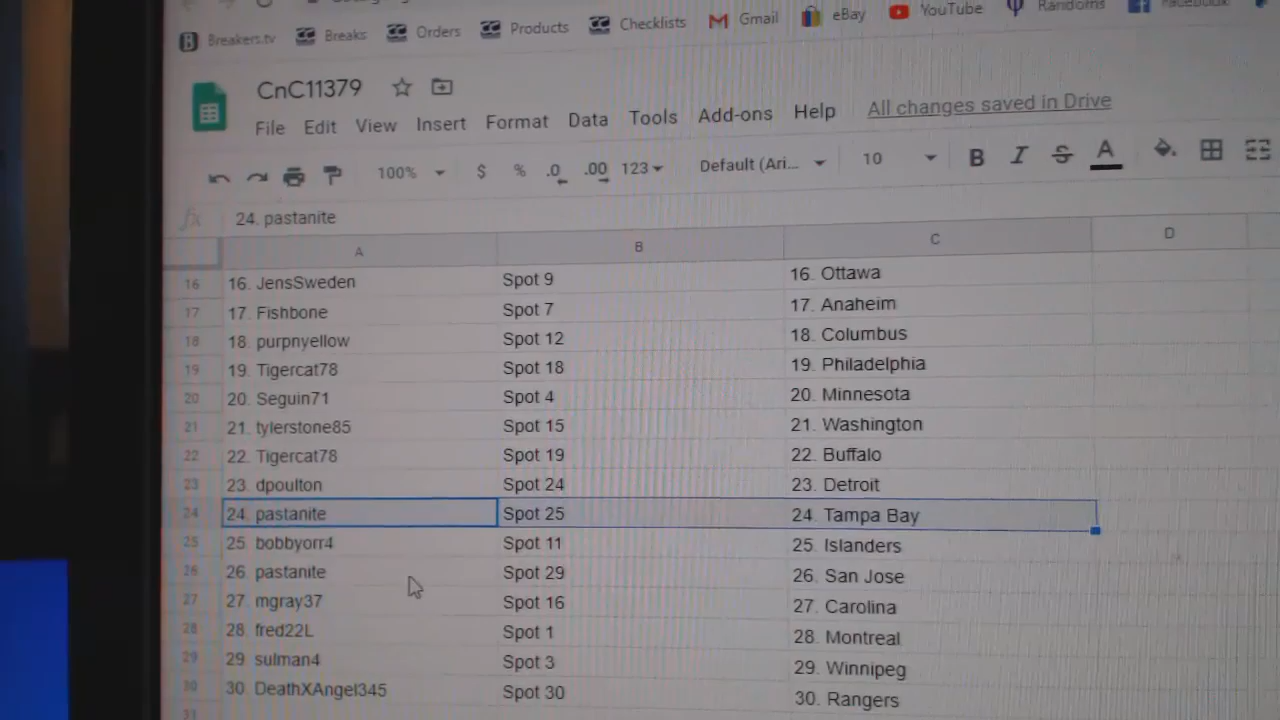 Breakers.tv Breaks Orders Products Checklists Gmail eBay YouTube Randoms Facebook
CnC11379
File Edit View Insert Format Data Tools Add-ons Help All changes saved in Drive
100% $ % .0 .00 123 Default (Ari... 10 B I S A
fx 24. pastanite
A B C D
16 16. JensSweden Spot 9 16. Ottawa
17 17. Fishbone Spot 7 17. Anaheim
18 18. purpnyellow Spot 12 18. Columbus
19 19. Tigercat78 Spot 18 19. Philadelphia
20 20. Seguin71 Spot 4 20. Minnesota
21 21. tylerstone85 Spot 15 21. Washington
22 22. Tigercat78 Spot 19 22. Buffalo
23 23. dpoulton Spot 24 23. Detroit
24 24. pastanite Spot 25 24. Tampa Bay
25 25. bobbyorr4 Spot 11 25. Islanders
26 26. pastanite Spot 29 26. San Jose
27 27. mgray37 Spot 16 27. Carolina
28 28. fred22L Spot 1 28. Montreal
29 29. sulman4 Spot 3 29. Winnipeg
30 30. DeathXAngel345 Spot 30 30. Rangers
31